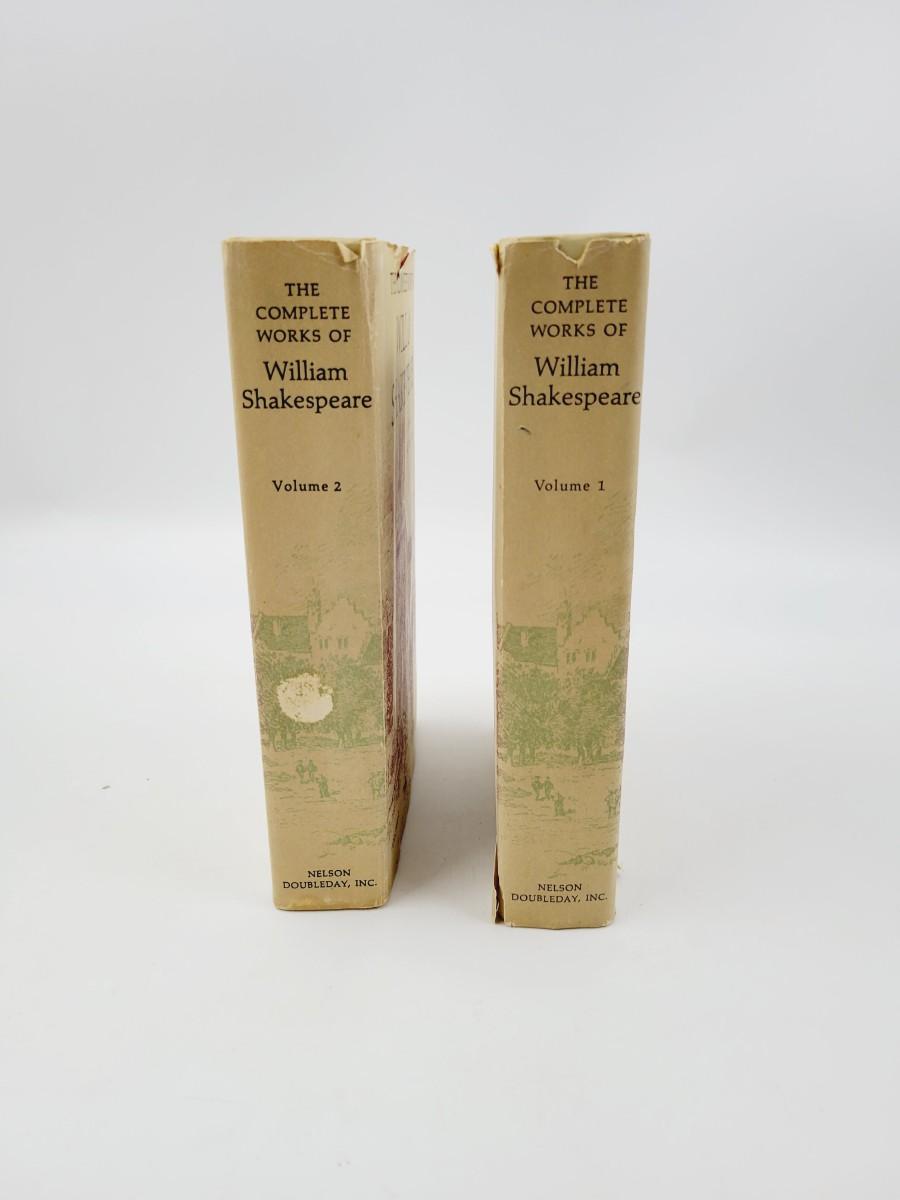 THE
COMPLETE
WORKS OF
William
Shakespeare
Volume 2
NELSON
DOUBLEDAY, INC.
THE
COMPLETE
WORKS OF
William
Shakespeare
Volume 1
NELSON
DOUBLEDAY, INC.